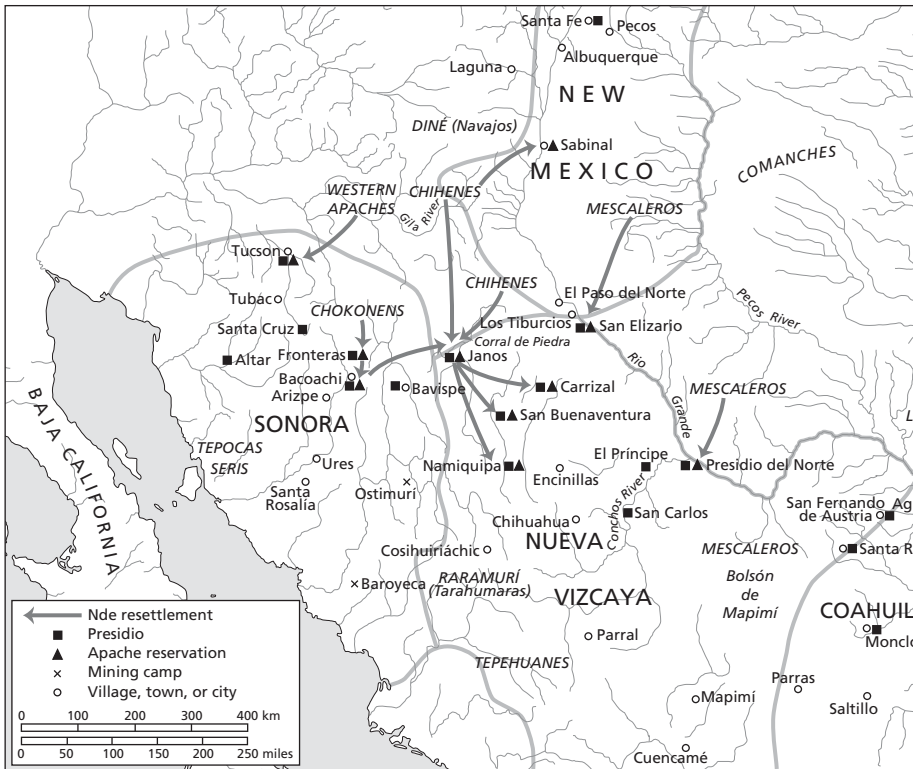 Santa Fe
Pecos
Albuquerque
Laguna
NEW
MEXICO
DINÉ (Navajos)
Sabinal
COMANCHES
WESTERN
APACHES
CHIHENES
Gila River
MESCALEROS
Tucson
Tubac
CHOKONENS
CHIHENES
El Paso del Norte
Pecos River
Santa Cruz
Los Tiburcios
San Elizario
Corral de Piedra
Altar
Fronteras
Janos
Rio
Grande
Bacoachi
Arizpe
Bavispe
Carrizal
MESCALEROS
San Buenaventura
SONORA
TEPOCAS
SERIS
BAJA CALIFORNIA
Ures
Namiquipa
El Príncipe
Presidio del Norte
Santa
Rosalía
Ostimurí
Encinillas
Conchos River
San Carlos
San Fernando
de Austria
Ag
L
Chihuahua
NUEVA
VIZCAYA
Cosihuiriáchic
MESCALEROS
Santa R
Baroyeca
RARAMURÍ
(Tarahumaras)
Bolsón
de
Mapimí
COAHUIL
Monclo
Parral
TEPEHUANES
Parras
Mapimí
Saltillo
Cuencamé
Nde resettlement
Presidio
Apache reservation
Mining camp
Village, town, or city
0 100 200 300 400 km
0 50 100 150 200 250 miles